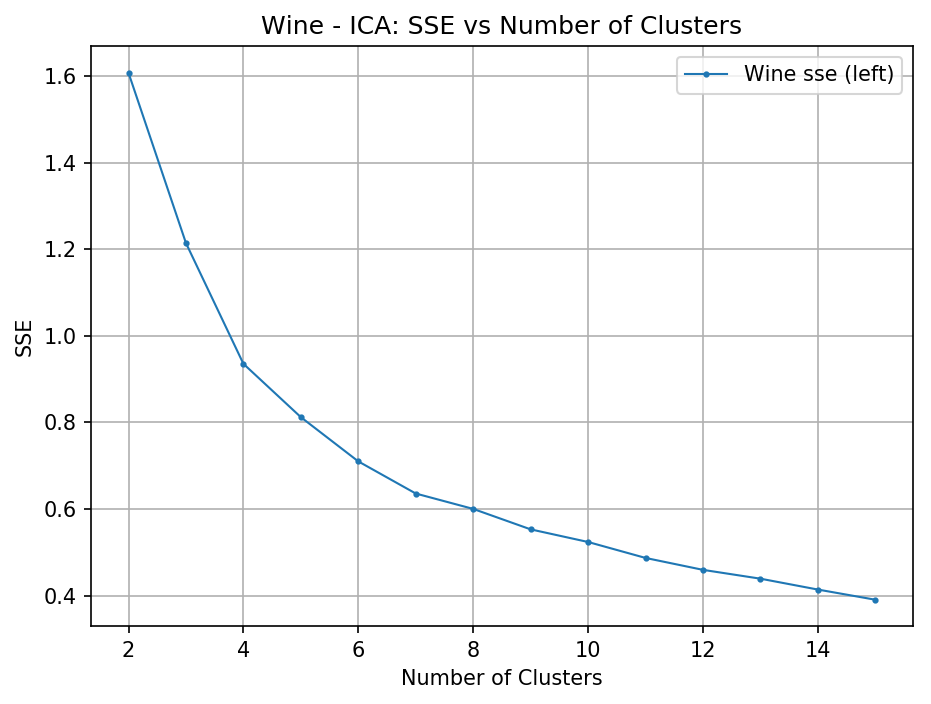 Wine - ICA: SSE vs Number of Clusters
Wine sse (left)
1.6
1.4
1.2
1.0
0.8
0.6
0.4
SSE
2 4 6 8 10 12 14
Number of Clusters